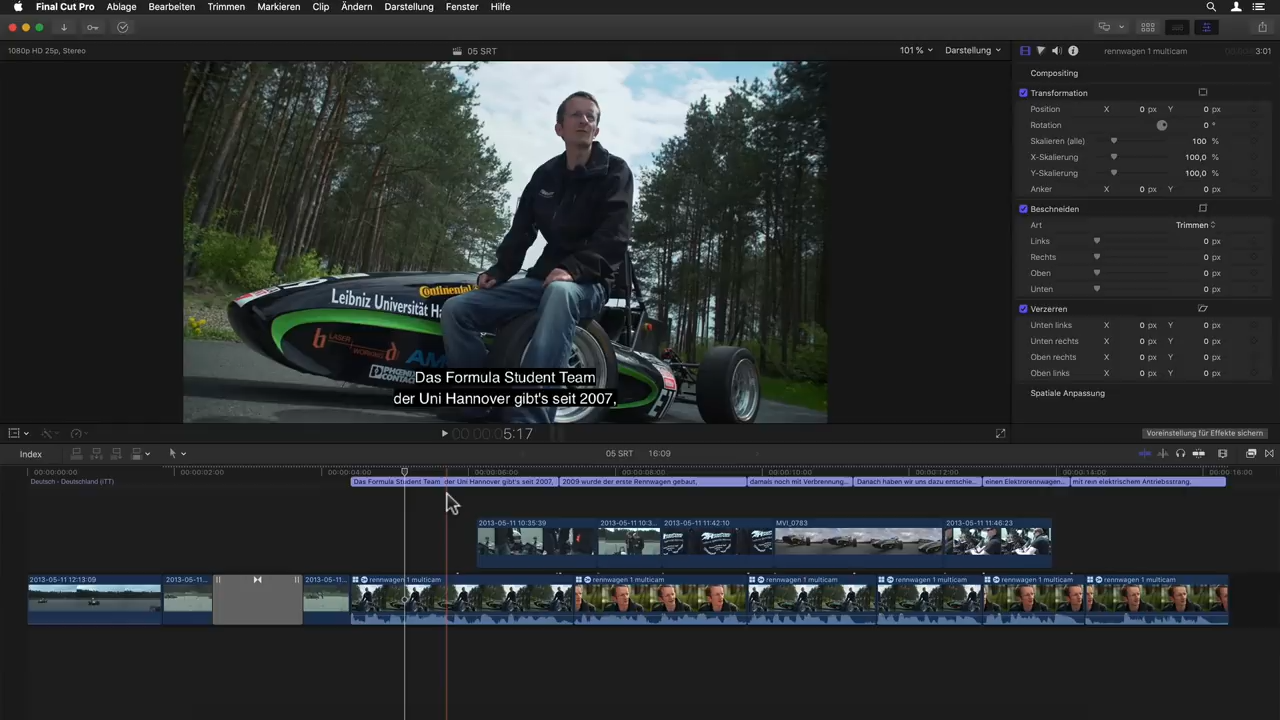 Final Cut Pro Ablage Bearbeiten Trimmen Markieren Clip Ändern Darstellung Fenster Hilfe
1080p HD 25p, Stereo
05 SRT
101 % Darstellung
rennwagen 1 multicam 3:01
Compositing
Transformation
Position X 0 px Y 0 px
Rotation 0 °
Skalieren (alle) 100 %
X-Skalierung 100,0 %
Y-Skalierung 100,0 %
Anker X 0 px Y 0 px
Beschneiden
Art Trimmen
Links 0 px
Rechts 0 px
Oben 0 px
Unten 0 px
Verzerren
Unten links X 0 px Y 0 px
Unten rechts X 0 px Y 0 px
Oben rechts X 0 px Y 0 px
Oben links X 0 px Y 0 px
Spatiale Anpassung
Continental
Leibniz Universität Ha
LASER WORKING
AM
PHOENIX CONTACT
Das Formula Student Team
der Uni Hannover gibt's seit 2007,
00:00:00:05:17
Voreinstellung für Effekte sichern
Index
05 SRT 16:09
00:00:00:00 00:00:02:00 00:00:04:00 00:00:06:00 00:00:08:00 00:00:10:00 00:00:12:00 00:00:14:00 00:00:16:00
Deutsch - Deutschland (iTT)
Das Formula Student Team der Uni Hannover gibt's seit 2007, 2009 wurde der erste Rennwagen gebaut, damals noch mit Verbrennung... Danach haben wir uns dazu entschie... einen Elektrorennwagen... mit rein elektrischem Antriebsstrang.
2013-05-11 10:35:39 2013-05-11 10:3... 2013-05-11 11:42:10 MVI_0783 2013-05-11 11:46:23
2013-05-11 12:13:09 2013-05-11... 2013-05-11... rennwagen 1 multicam rennwagen 1 multicam rennwagen 1 multicam rennwagen 1 multicam rennwagen 1 multicam rennwagen 1 multicam